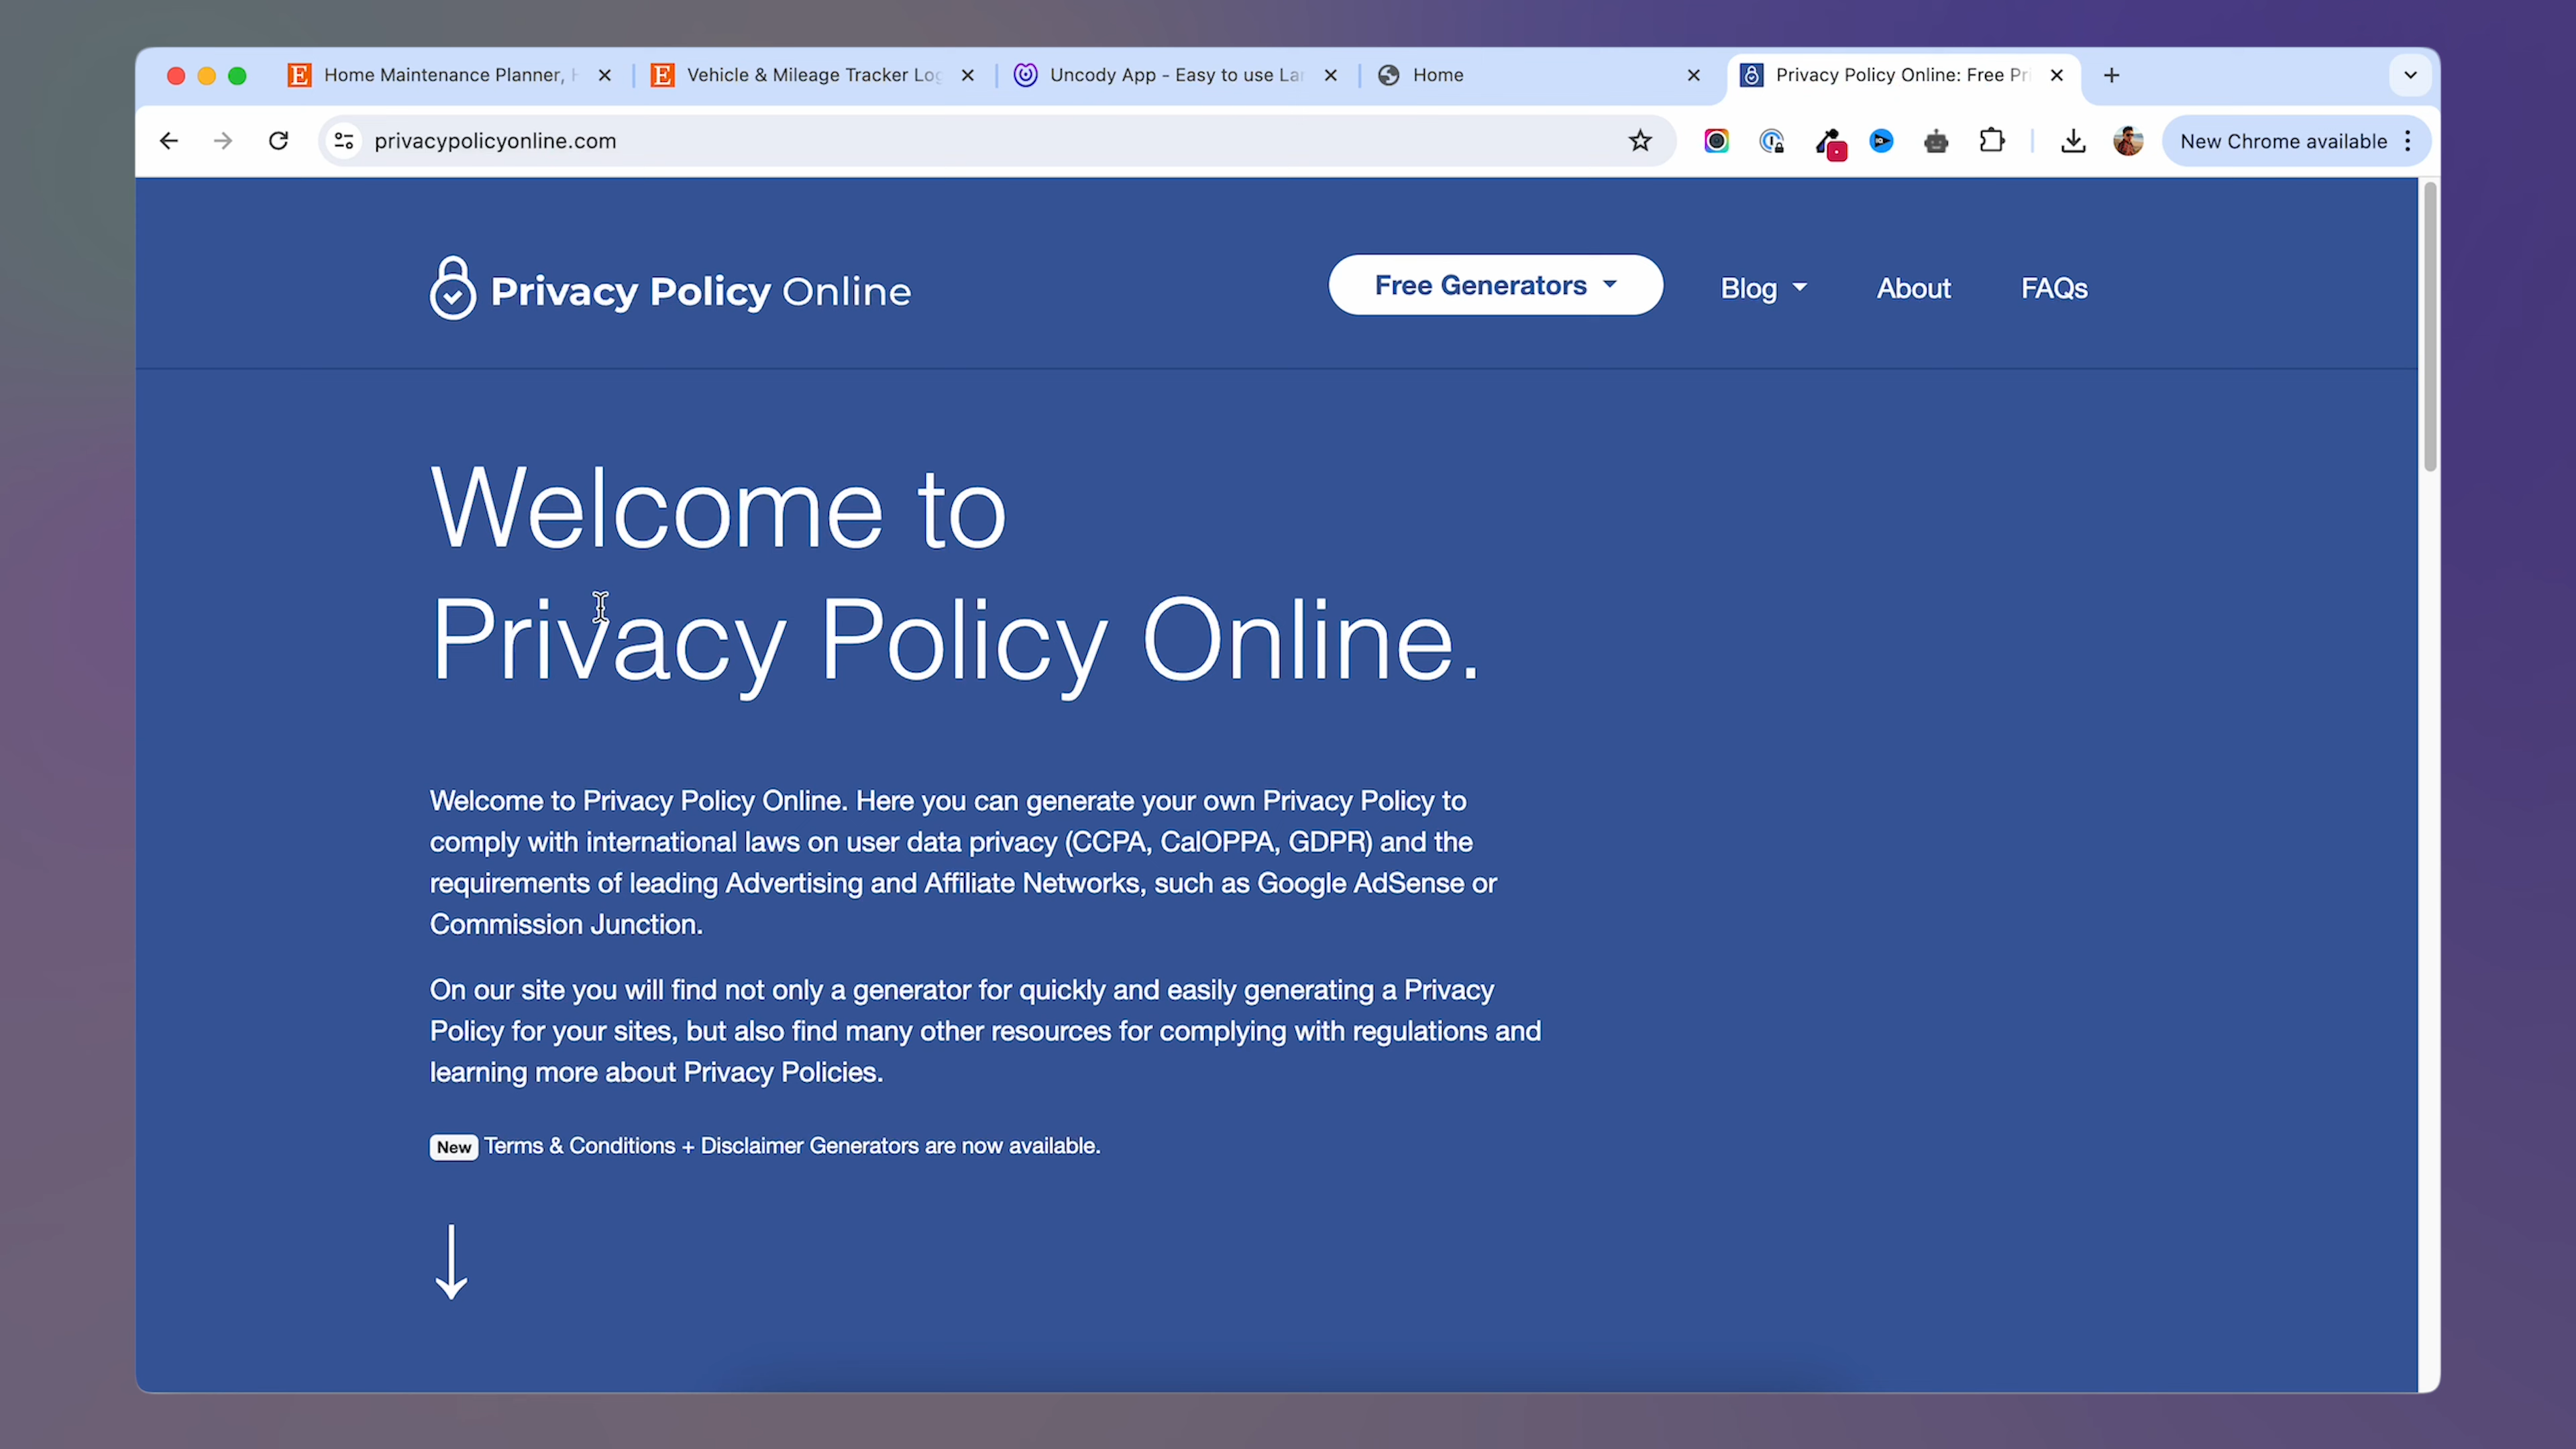 Home Maintenance Planner,
Vehicle & Mileage Tracker Log
Uncody App - Easy to use
Home
Privacy Policy Online: Free
privacypolicyonline.com
New Chrome available
Privacy Policy Online
Free Generators
Blog
About
FAQs
Welcome to
Privacy Policy Online.
Welcome to Privacy Policy Online. Here you can generate your own Privacy Policy to
comply with international laws on user data privacy (CCPA, CalOPPA, GDPR) and the
requirements of leading Advertising and Affiliate Networks, such as Google AdSense or
Commission Junction.
On our site you will find not only a generator for quickly and easily generating a Privacy
Policy for your sites, but also find many other resources for complying with regulations and
learning more about Privacy Policies.
New Terms & Conditions + Disclaimer Generators are now available.